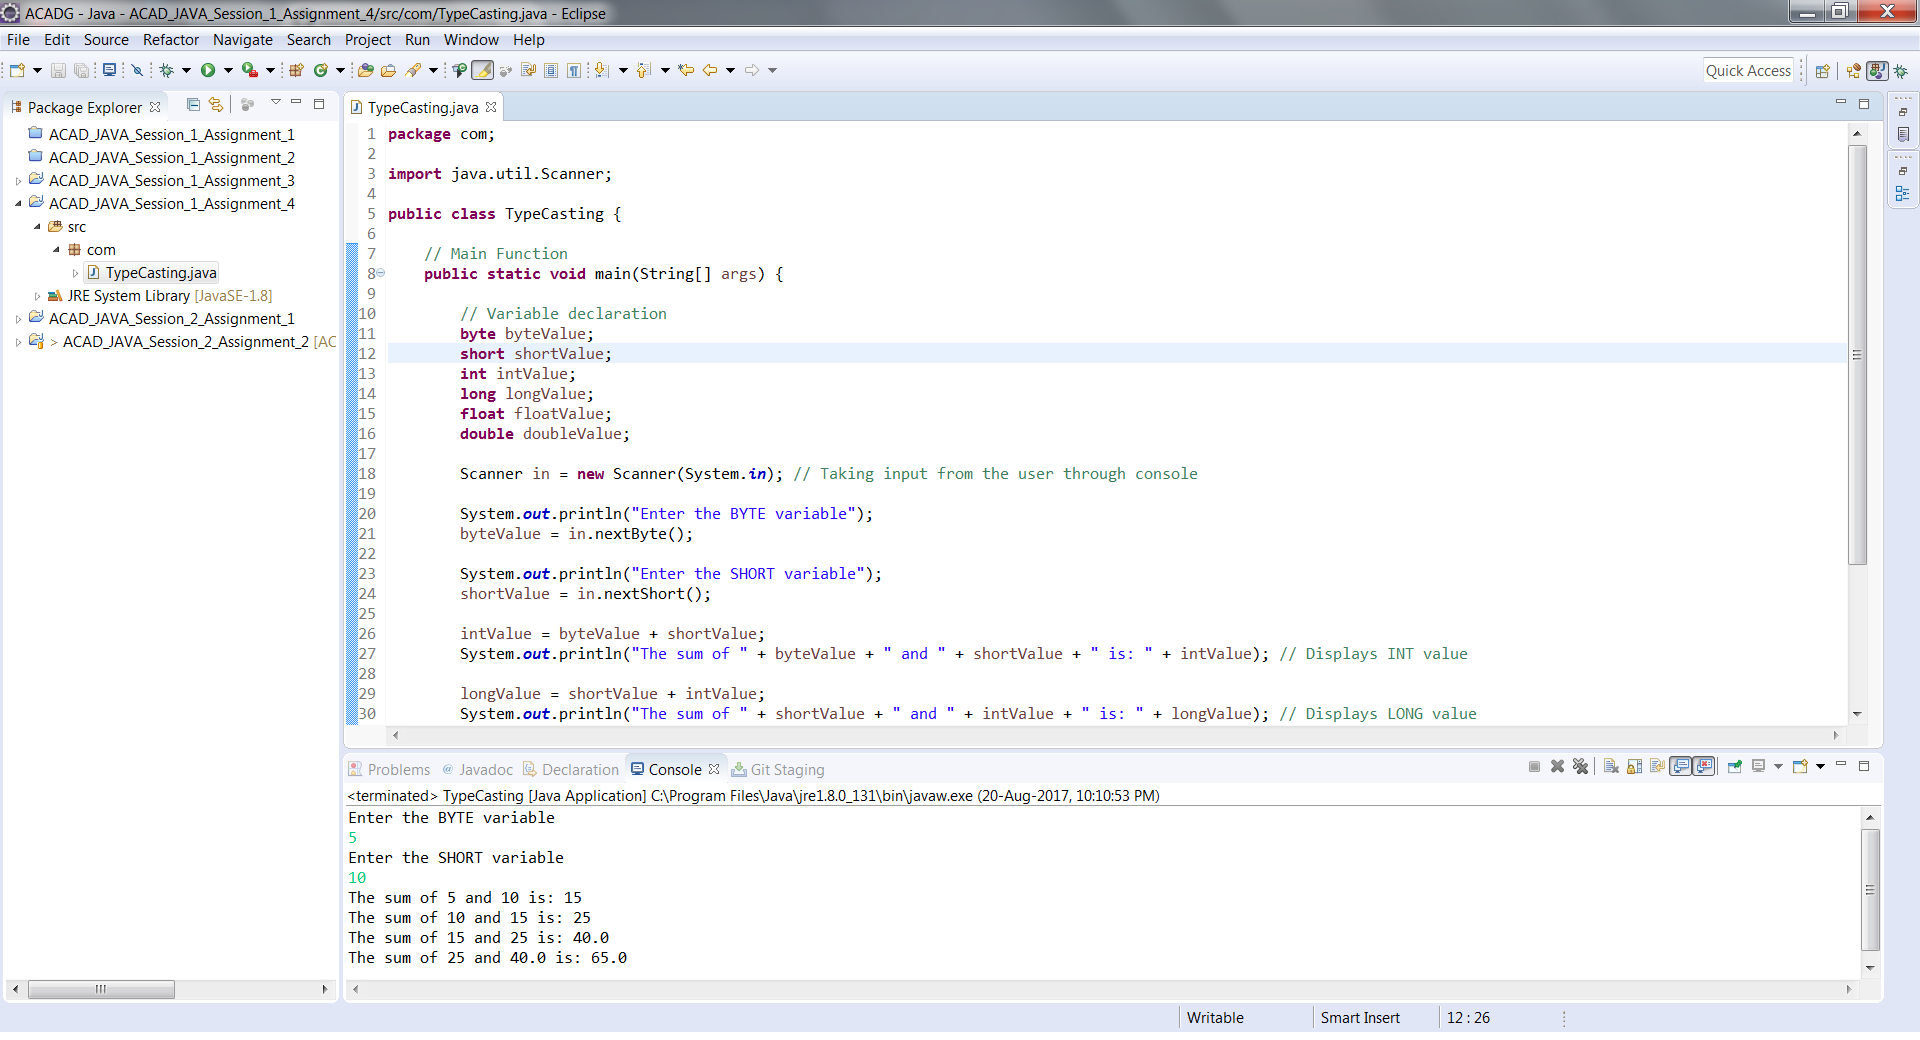 ACADG - Java - ACAD_JAVA_Session_1_Assignment_4/src/com/TypeCasting.java - Eclipse
File Edit Source Refactor Navigate Search Project Run Window Help
Quick Access
Package Explorer
ACAD_JAVA_Session_1_Assignment_1
ACAD_JAVA_Session_1_Assignment_2
ACAD_JAVA_Session_1_Assignment_3
ACAD_JAVA_Session_1_Assignment_4
src
com
TypeCasting.java
JRE System Library [JavaSE-1.8]
ACAD_JAVA_Session_2_Assignment_1
> ACAD_JAVA_Session_2_Assignment_2 [AC
TypeCasting.java
1 package com;
2
3 import java.util.Scanner;
4
5 public class TypeCasting {
6
7 // Main Function
8 public static void main(String[] args) {
9
10 // Variable declaration
11 byte byteValue;
12 short shortValue;
13 int intValue;
14 long longValue;
15 float floatValue;
16 double doubleValue;
17
18 Scanner in = new Scanner(System.in); // Taking input from the user through console
19
20 System.out.println("Enter the BYTE variable");
21 byteValue = in.nextByte();
22
23 System.out.println("Enter the SHORT variable");
24 shortValue = in.nextShort();
25
26 intValue = byteValue + shortValue;
27 System.out.println("The sum of " + byteValue + " and " + shortValue + " is: " + intValue); // Displays INT value
28
29 longValue = shortValue + intValue;
30 System.out.println("The sum of " + shortValue + " and " + intValue + " is: " + longValue); // Displays LONG value
Problems @ Javadoc Declaration Console Git Staging
<terminated> TypeCasting [Java Application] C:\Program Files\Java\jre1.8.0_131\bin\javaw.exe (20-Aug-2017, 10:10:53 PM)
Enter the BYTE variable
5
Enter the SHORT variable
10
The sum of 5 and 10 is: 15
The sum of 10 and 15 is: 25
The sum of 15 and 25 is: 40.0
The sum of 25 and 40.0 is: 65.0
Writable Smart Insert 12 : 26